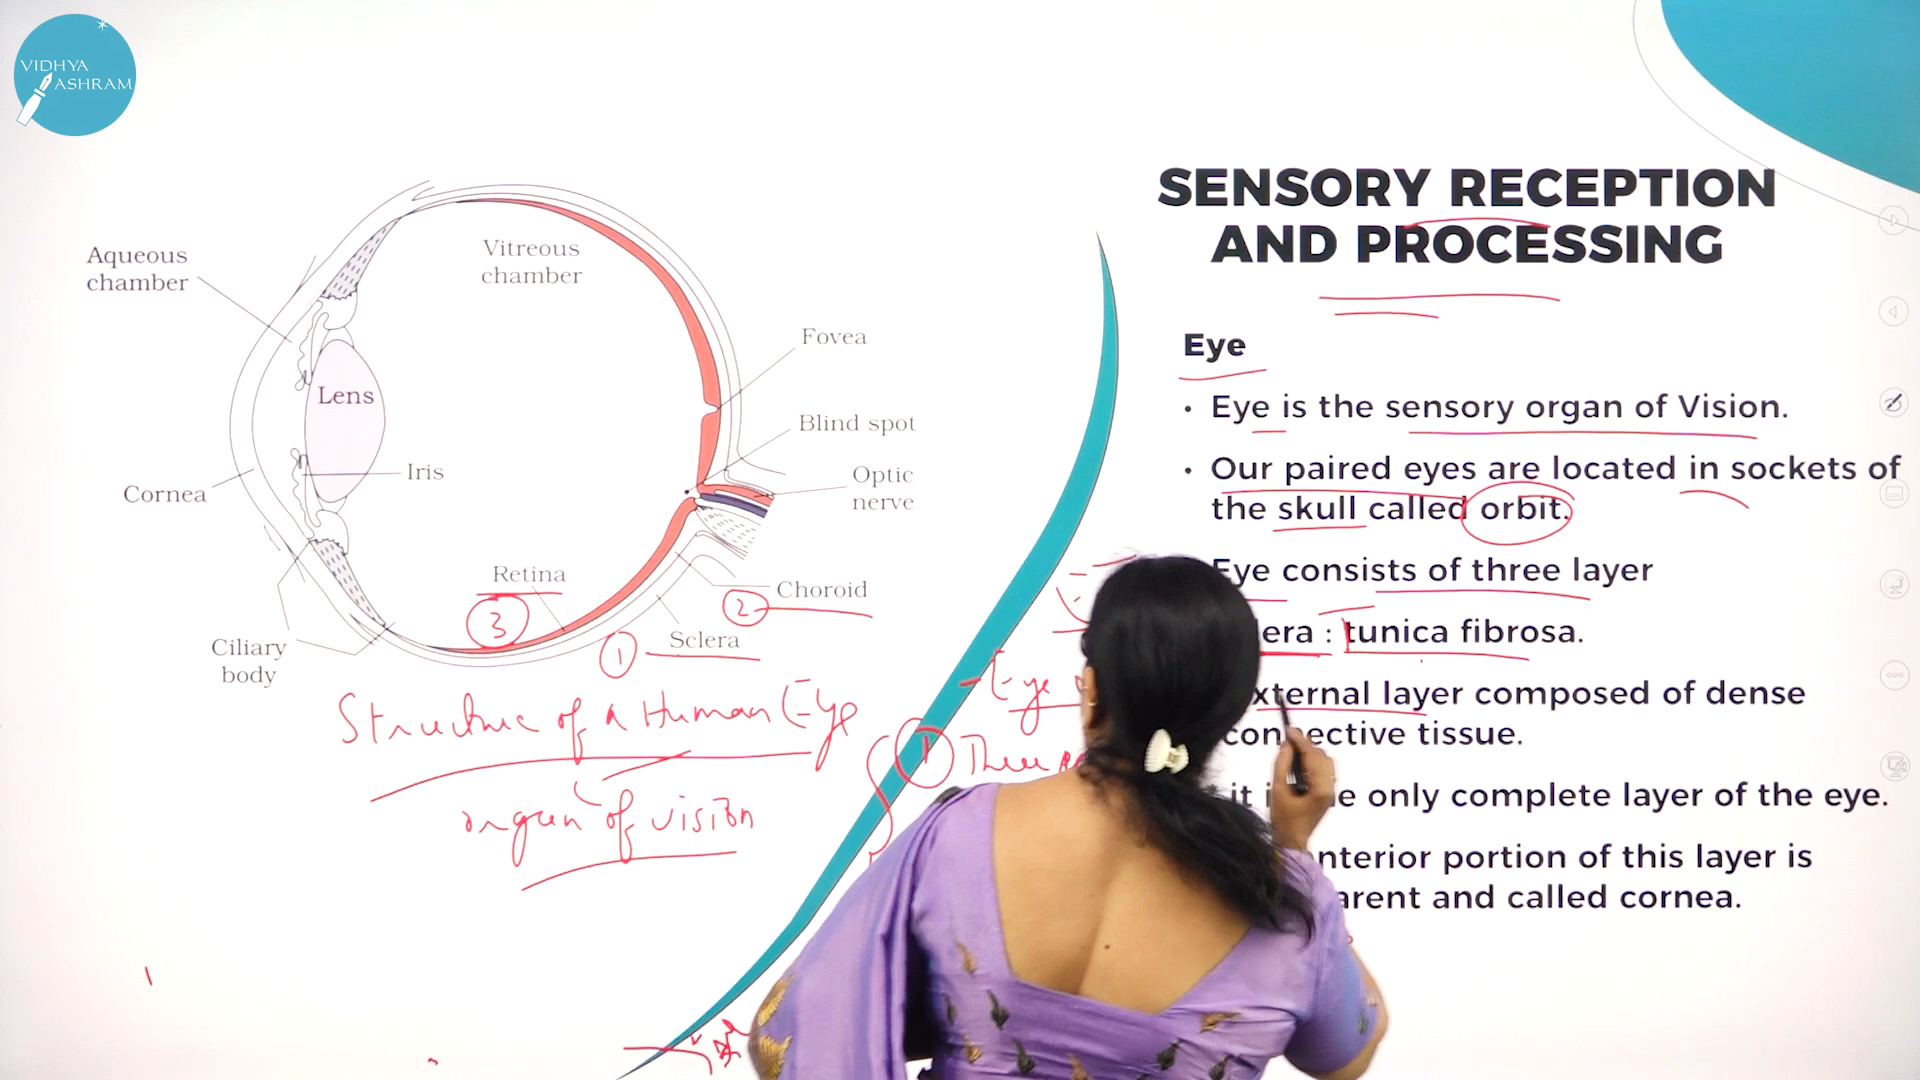 VIDHYA
ASHRAM
Aqueous
chamber
Vitreous
chamber
Fovea
Lens
Blind spot
Iris
Optic
nerve
Cornea
Retina
3
Choroid
2
Sclera
1
Ciliary
body
Structure of a Human Eye
organ of vision
Eye
1 Three
SENSORY RECEPTION
AND PROCESSING
Eye
• Eye is the sensory organ of Vision.
• Our paired eyes are located in sockets of
the skull called orbit.
Eye consists of three layer
era : tunica fibrosa.
xternal layer composed of dense
connective tissue.
it i e only complete layer of the eye.
nterior portion of this layer is
arent and called cornea.